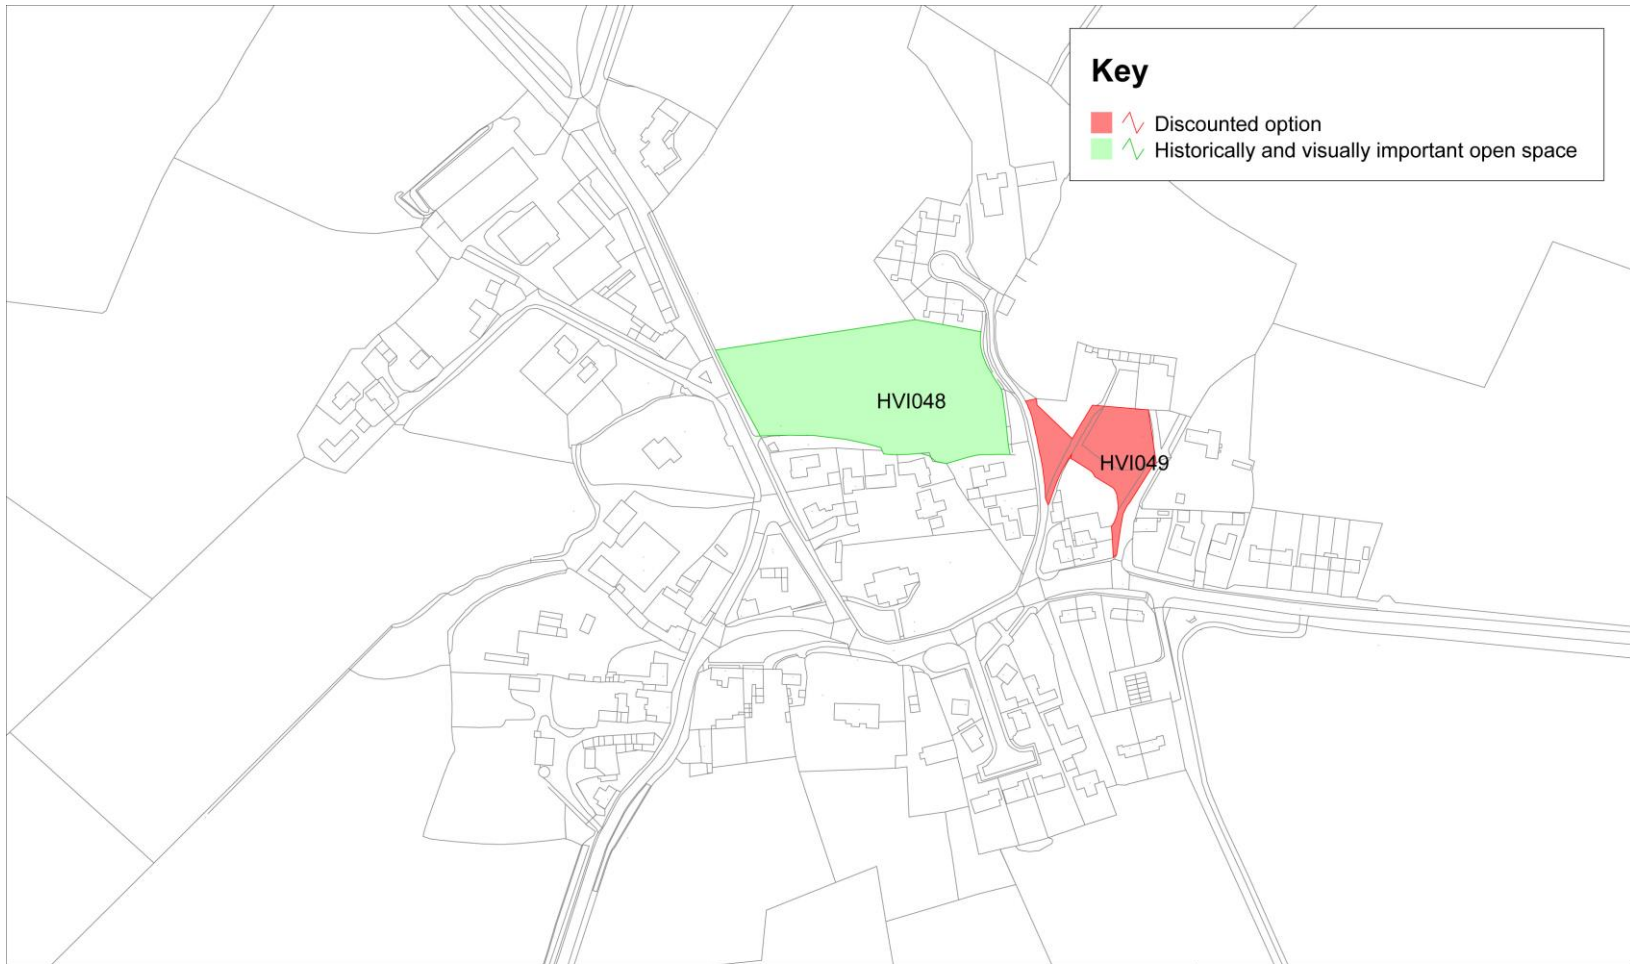 Key
Discounted option
Historically and visually important open space
HVI048
HVI049